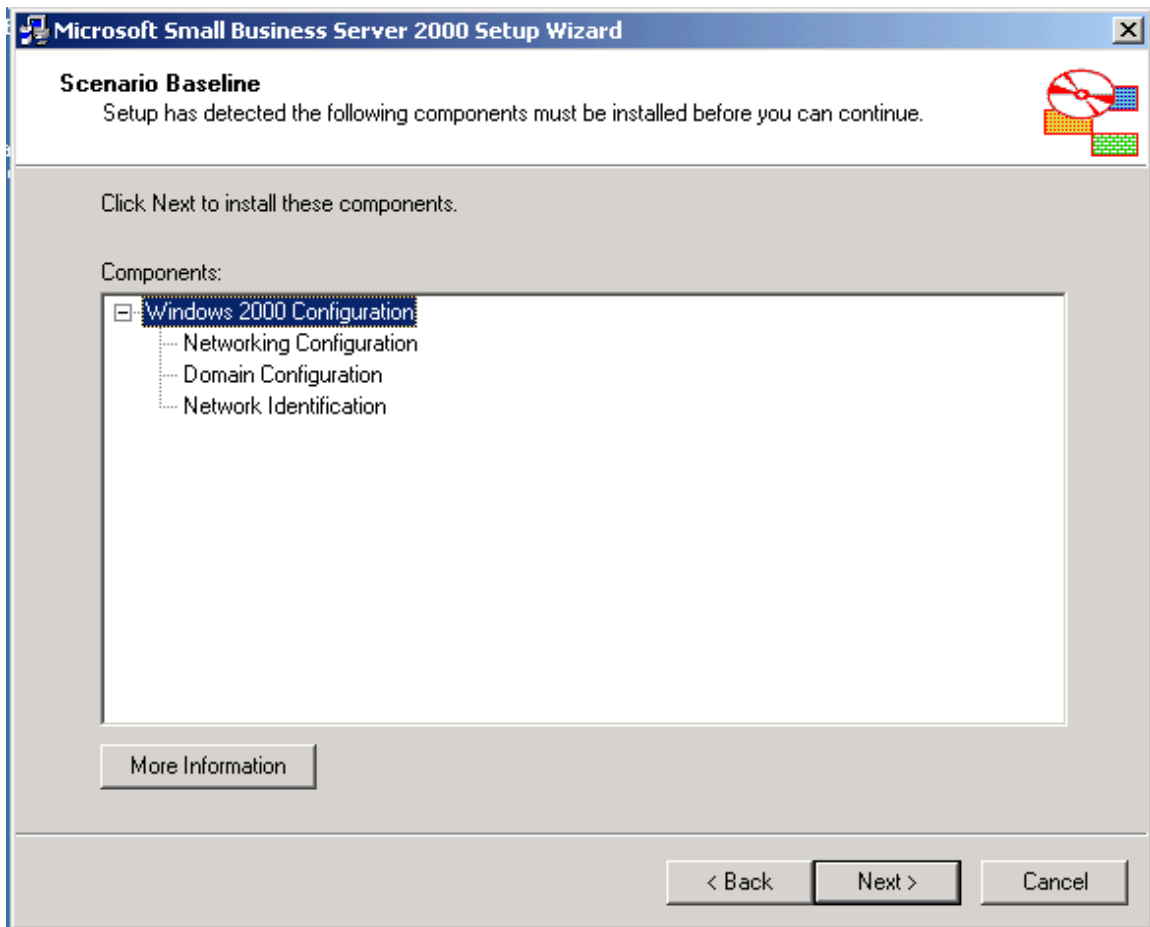 Microsoft Small Business Server 2000 Setup Wizard
Scenario Baseline
Setup has detected the following components must be installed before you can continue.
Click Next to install these components.
Components:
Windows 2000 Configuration
Networking Configuration
Domain Configuration
Network Identification
More Information
< Back Next > Cancel